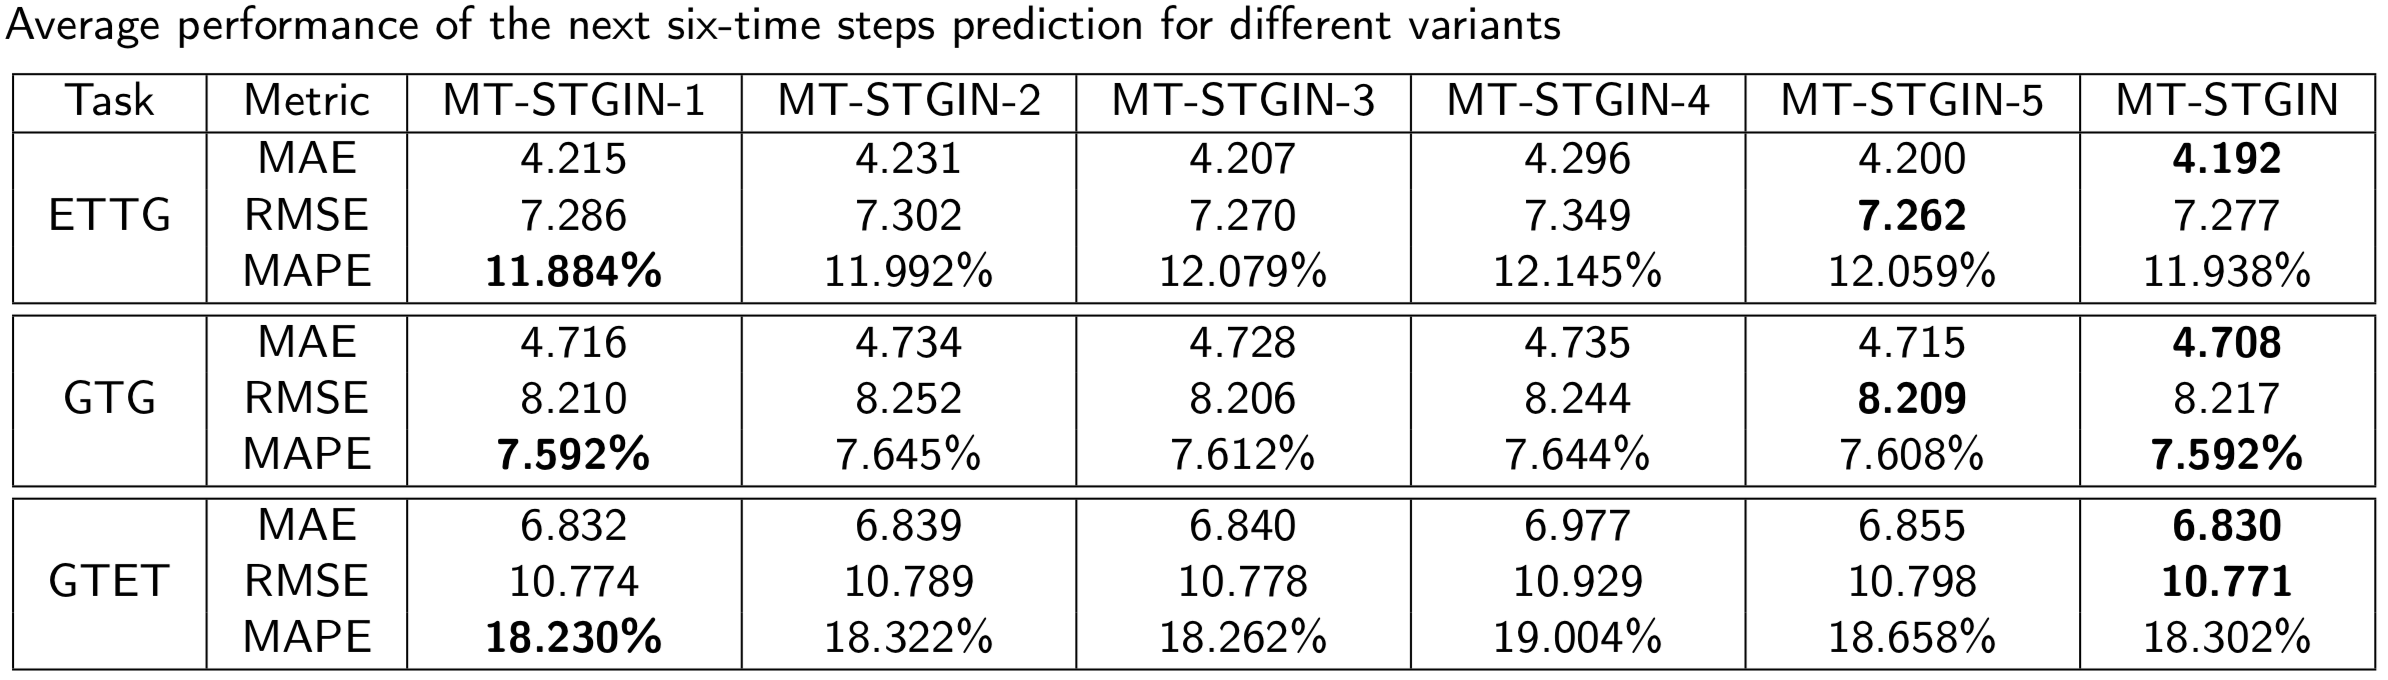 Average performance of the next six-time steps prediction for different variants
Task Metric MT-STGIN-1 MT-STGIN-2 MT-STGIN-3 MT-STGIN-4 MT-STGIN-5 MT-STGIN
MAE 4.215 4.231 4.207 4.296 4.200 4.192
ETTG RMSE 7.286 7.302 7.270 7.349 7.262 7.277
MAPE 11.884% 11.992% 12.079% 12.145% 12.059% 11.938%
MAE 4.716 4.734 4.728 4.735 4.715 4.708
GTG RMSE 8.210 8.252 8.206 8.244 8.209 8.217
MAPE 7.592% 7.645% 7.612% 7.644% 7.608% 7.592%
MAE 6.832 6.839 6.840 6.977 6.855 6.830
GTET RMSE 10.774 10.789 10.778 10.929 10.798 10.771
MAPE 18.230% 18.322% 18.262% 19.004% 18.658% 18.302%